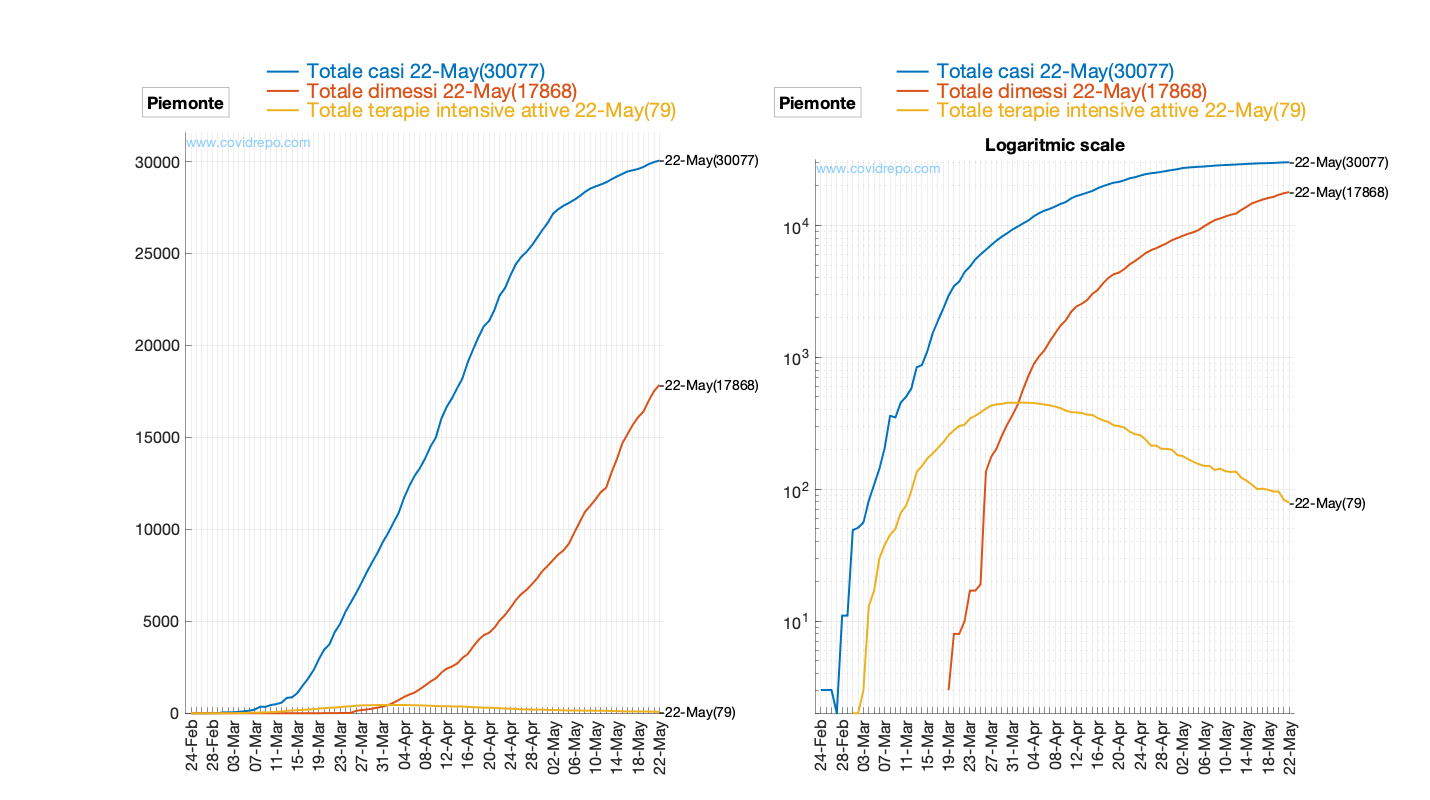 Piemonte
Totale casi 22-May(30077)
Totale dimessi 22-May(17868)
Totale terapie intensive attive 22-May(79)
www.covidrepo.com
30000
25000
20000
15000
10000
5000
0
22-May(30077)
22-May(17868)
22-May(79)
24-Feb
28-Feb
03-Mar
07-Mar
11-Mar
15-Mar
19-Mar
23-Mar
27-Mar
31-Mar
04-Apr
08-Apr
12-Apr
16-Apr
20-Apr
24-Apr
28-Apr
02-May
06-May
10-May
14-May
18-May
22-May
Piemonte
Totale casi 22-May(30077)
Totale dimessi 22-May(17868)
Totale terapie intensive attive 22-May(79)
Logaritmic scale
www.covidrepo.com
10⁴
10³
10²
10¹
22-May(30077)
22-May(17868)
22-May(79)
24-Feb
28-Feb
03-Mar
07-Mar
11-Mar
15-Mar
19-Mar
23-Mar
27-Mar
31-Mar
04-Apr
08-Apr
12-Apr
16-Apr
20-Apr
24-Apr
28-Apr
02-May
06-May
10-May
14-May
18-May
22-May